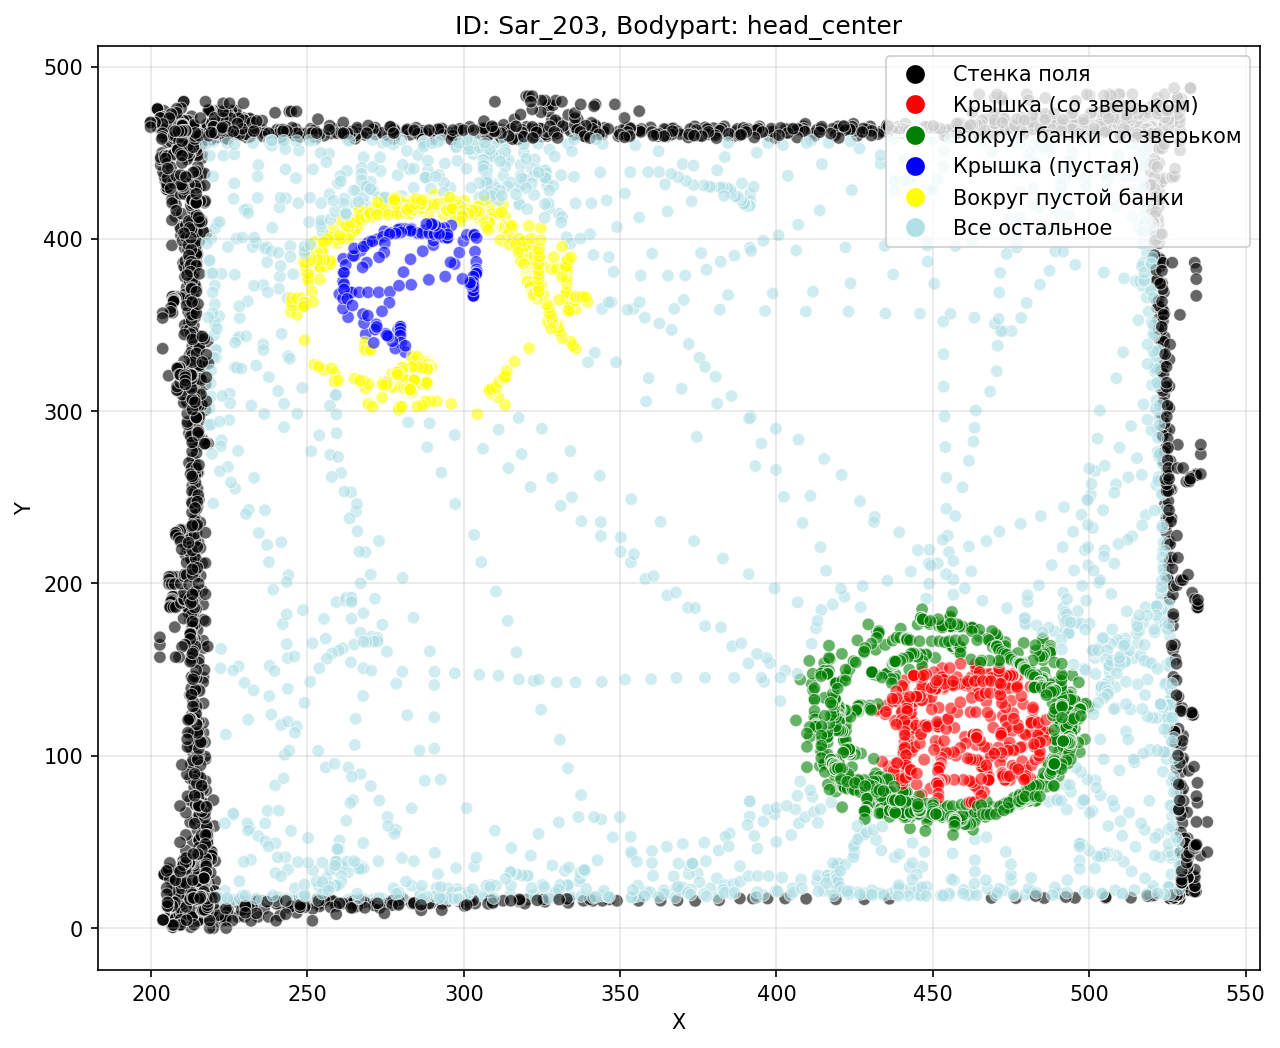 ID: Sar_203, Bodypart: head_center
500
400
300
200
100
0
Y
Стенка поля
Крышка (со зверьком)
Вокруг банки со зверьком
Крышка (пустая)
Вокруг пустой банки
Все остальное
200
250
300
350
400
450
500
550
X